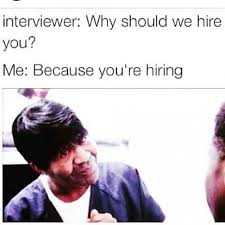 interviewer: Why should we hire
you?
Me: Because you're hiring